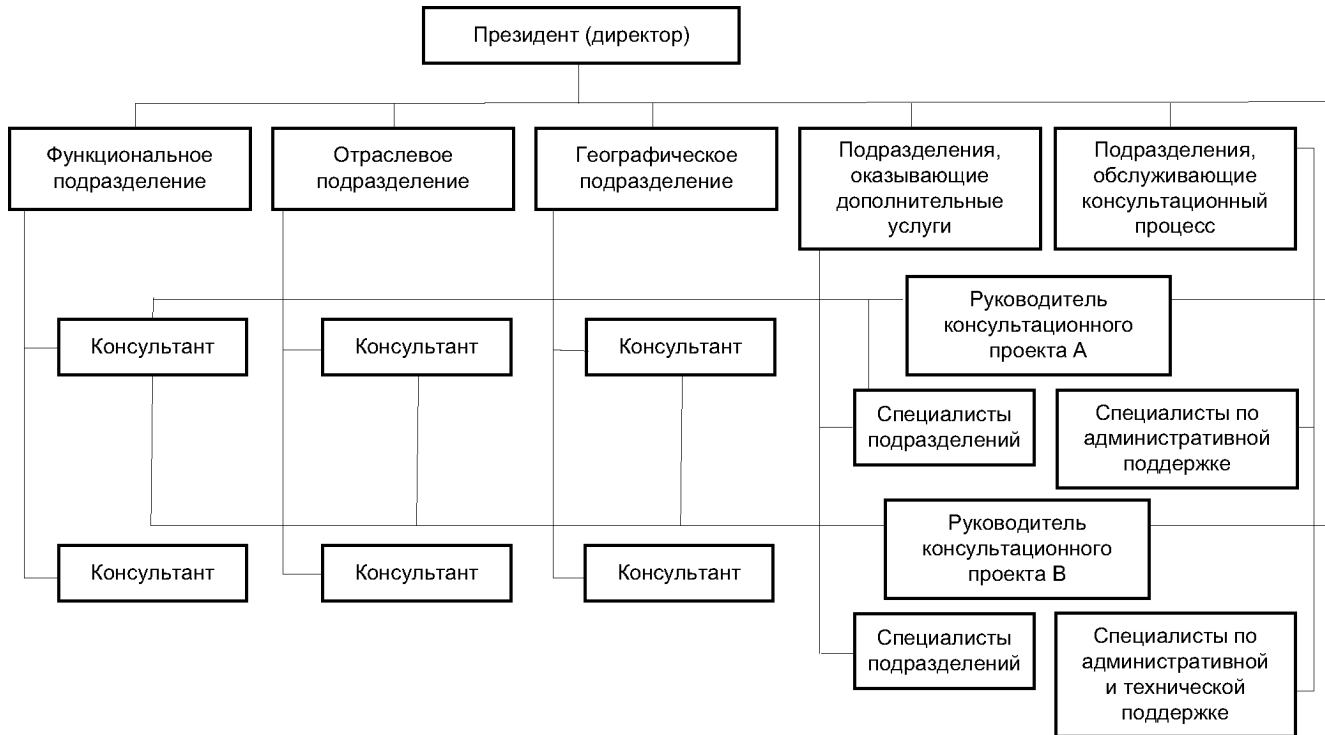 Президент (директор)
Функциональное
подразделение
Отраслевое
подразделение
Географическое
подразделение
Подразделения,
оказывающие
дополнительные
услуги
Подразделения,
обслуживающие
консультационный
процесс
Руководитель
консультационного
проекта А
Консультант
Консультант
Консультант
Специалисты
подразделений
Специалисты по
административной
поддержке
Руководитель
консультационного
проекта В
Консультант
Консультант
Консультант
Специалисты
подразделений
Специалисты по
административной
и технической
поддержке